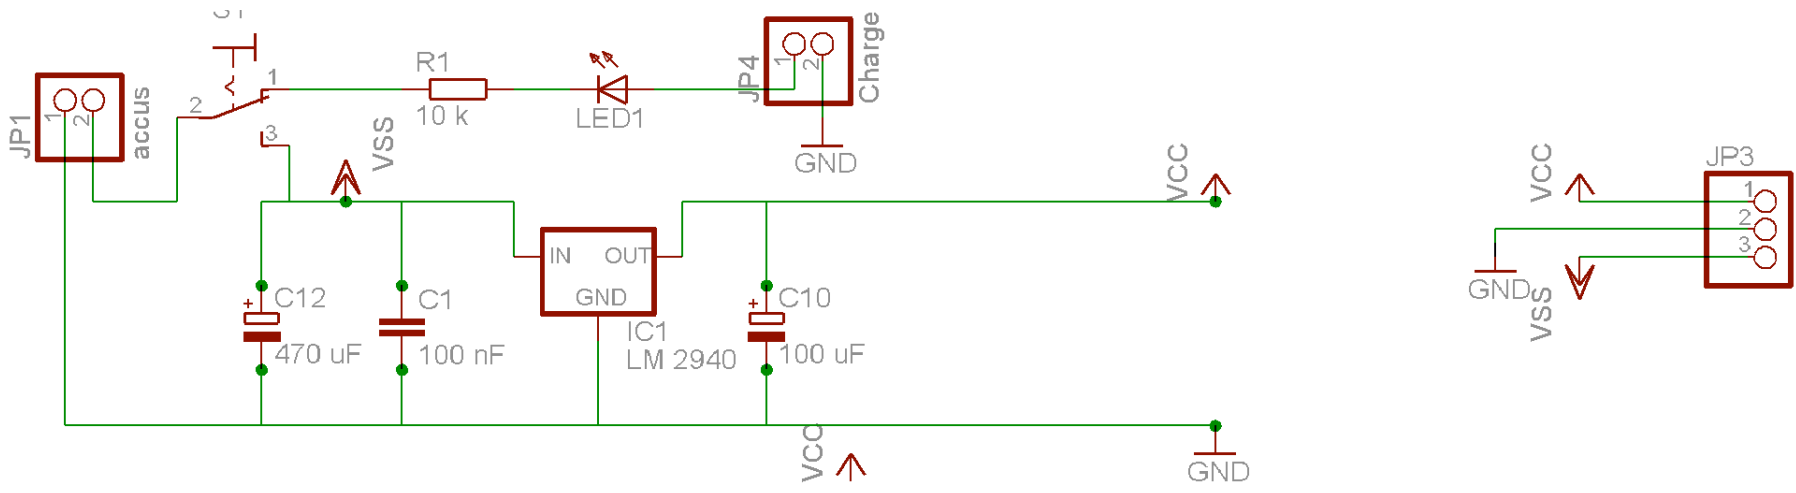 R1
10 k
LED1
JP4
1
2
Charge
GND
JP1
1
2
accus
2
1
3
VSS
C12
+
470 uF
C1
100 nF
IN
OUT
GND
IC1
LM 2940
C10
+
100 uF
VCC
VCC
GND
VCC
GND
VSS
JP3
1
2
3